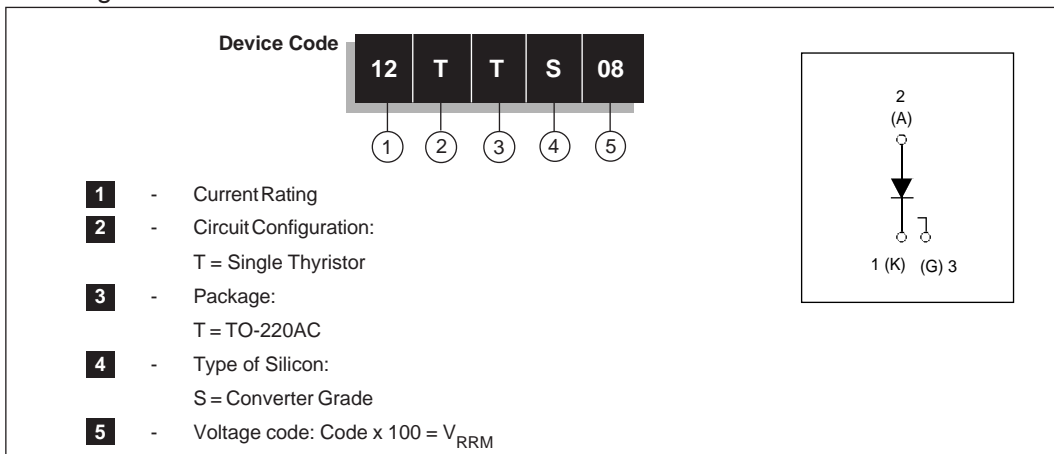 Device Code
12 T T S 08
1 2 3 4 5
1 - Current Rating
2 - Circuit Configuration:
T = Single Thyristor
3 - Package:
T = TO-220AC
4 - Type of Silicon:
S = Converter Grade
5 - Voltage code: Code x 100 = VRRM
2
(A)
1 (K) (G) 3